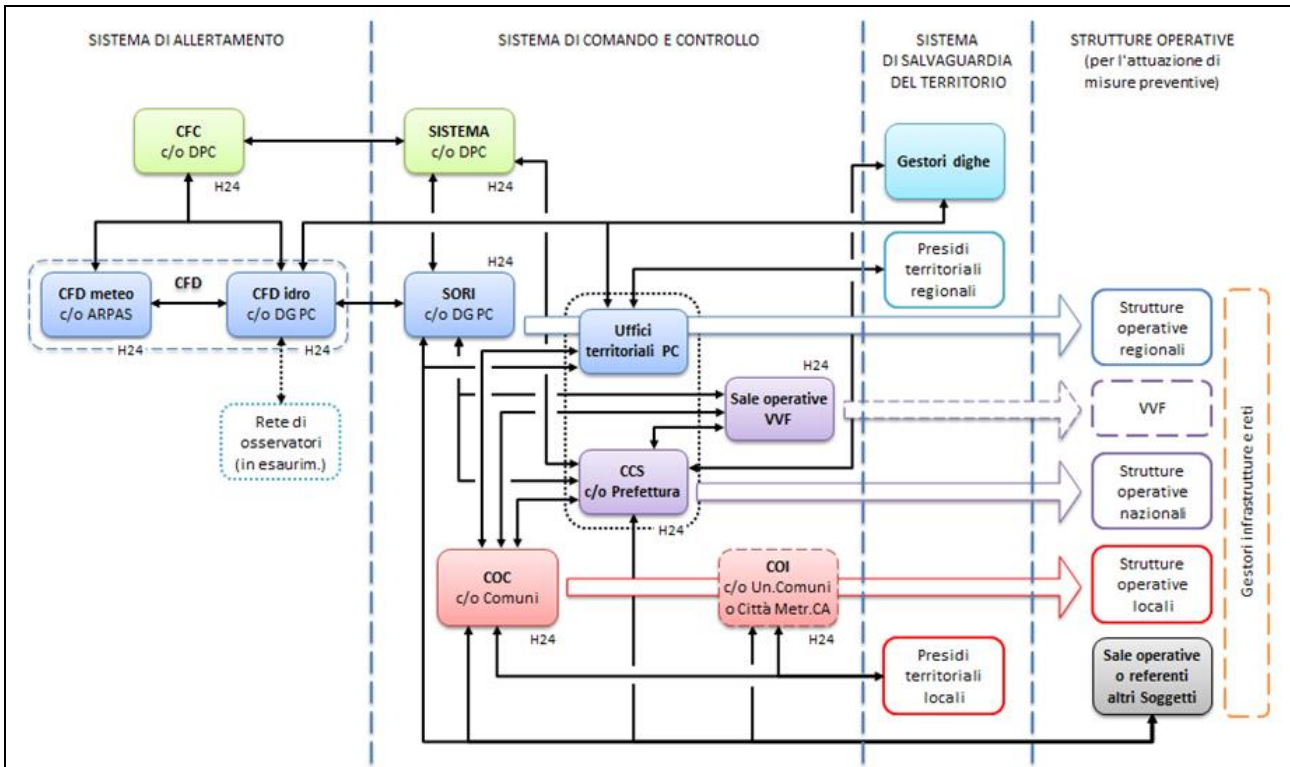 SISTEMA DI ALLERTAMENTO
SISTEMA DI COMANDO E CONTROLLO
SISTEMA
DI SALVAGUARDIA
DEL TERRITORIO
STRUTTURE OPERATIVE
(per l'attuazione di
misure preventive)
CFC
c/o DPC
H24
SISTEMA
c/o DPC
H24
Gestori dighe
CFD
CFD meteo
c/o ARPAS
H24
CFD idro
c/o DG PC
H24
H24
SORI
c/o DG PC
Presidi
territoriali
regionali
Uffici
territoriali PC
Strutture
operative
regionali
Rete di
osservatori
(in esaurim.)
H24
Sale operative
VVF
VVF
CCS
c/o Prefettura
H24
Strutture
operative
nazionali
COC
c/o Comuni
H24
COI
c/o Un.Comuni
o Città Metr.CA
H24
Strutture
operative
locali
Presidi
territoriali
locali
Sale operative
o referenti
altri Soggetti
Gestori infrastrutture e reti